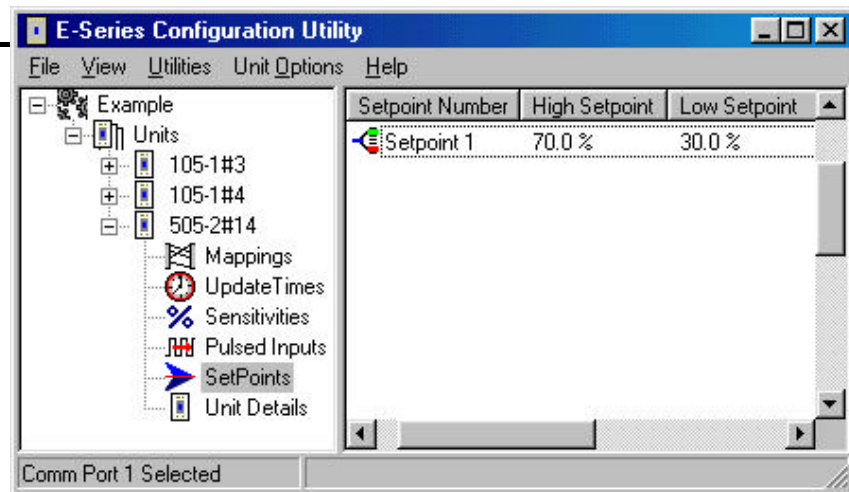 E-Series Configuration Utility
File View Utilities Unit Options Help
Example
Units
105-1#3
105-1#4
505-2#14
Mappings
UpdateTimes
Sensitivities
Pulsed Inputs
SetPoints
Unit Details
Setpoint Number High Setpoint Low Setpoint
Setpoint 1 70.0 % 30.0 %
Comm Port 1 Selected